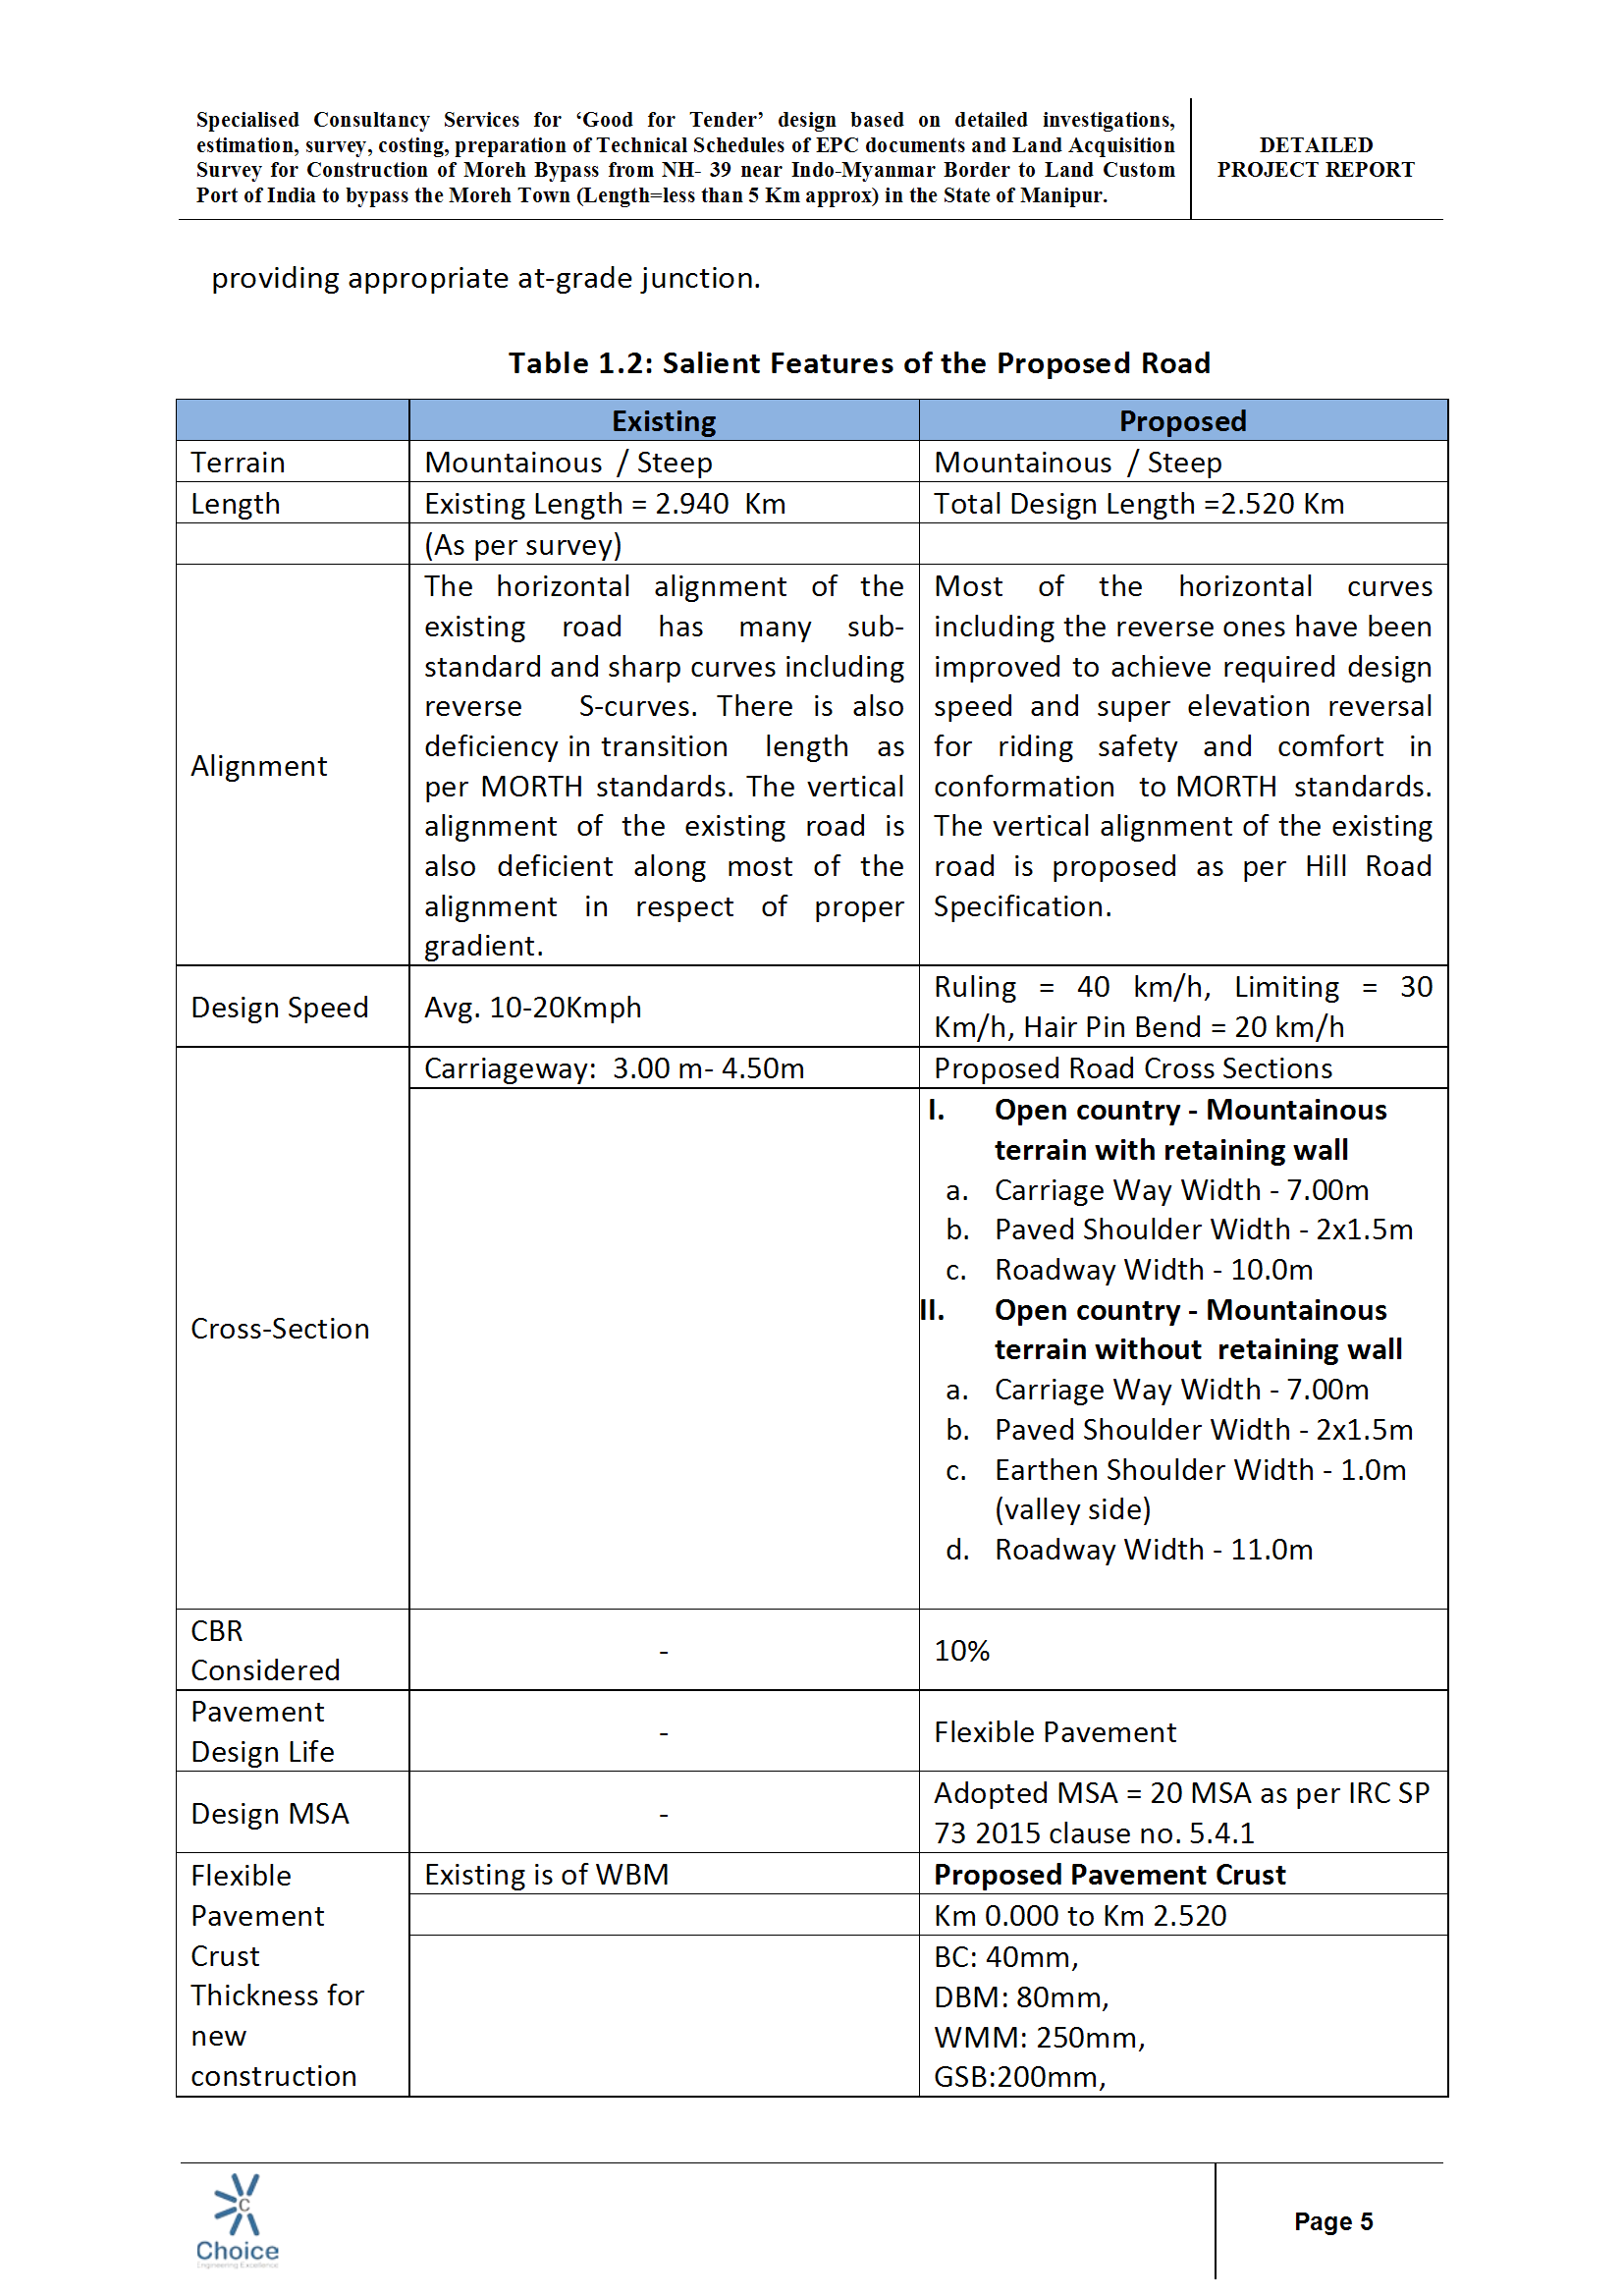 Specialised Consultancy Services for ‘Good for Tender’ design based on detailed investigations,
estimation, survey, costing, preparation of Technical Schedules of EPC documents and Land Acquisition
Survey for Construction of Moreh Bypass from NH- 39 near Indo-Myanmar Border to Land Custom
Port of India to bypass the Moreh Town (Length=less than 5 Km approx) in the State of Manipur.
DETAILED
PROJECT REPORT
providing appropriate at-grade junction.
Table 1.2: Salient Features of the Proposed Road
Existing
Proposed
Terrain
Mountainous / Steep
Mountainous / Steep
Length
Existing Length = 2.940 Km
Total Design Length =2.520 Km
(As per survey)
Alignment
The horizontal alignment of the
existing road has many sub-
standard and sharp curves including
reverse S-curves. There is also
deficiency in transition length as
per MORTH standards. The vertical
alignment of the existing road is
also deficient along most of the
alignment in respect of proper
gradient.
Most of the horizontal curves
including the reverse ones have been
improved to achieve required design
speed and super elevation reversal
for riding safety and comfort in
conformation to MORTH standards.
The vertical alignment of the existing
road is proposed as per Hill Road
Specification.
Design Speed
Avg. 10-20Kmph
Ruling = 40 km/h, Limiting = 30
Km/h, Hair Pin Bend = 20 km/h
Cross-Section
Carriageway: 3.00 m- 4.50m
Proposed Road Cross Sections
I. Open country - Mountainous
terrain with retaining wall
a. Carriage Way Width - 7.00m
b. Paved Shoulder Width - 2x1.5m
c. Roadway Width - 10.0m
II. Open country - Mountainous
terrain without retaining wall
a. Carriage Way Width - 7.00m
b. Paved Shoulder Width - 2x1.5m
c. Earthen Shoulder Width - 1.0m
(valley side)
d. Roadway Width - 11.0m
CBR
Considered
-
10%
Pavement
Design Life
-
Flexible Pavement
Design MSA
-
Adopted MSA = 20 MSA as per IRC SP
73 2015 clause no. 5.4.1
Flexible
Pavement
Crust
Thickness for
new
construction
Existing is of WBM
Proposed Pavement Crust
Km 0.000 to Km 2.520
BC: 40mm,
DBM: 80mm,
WMM: 250mm,
GSB:200mm,
C
Choice
Engineering Excellence
Page 5